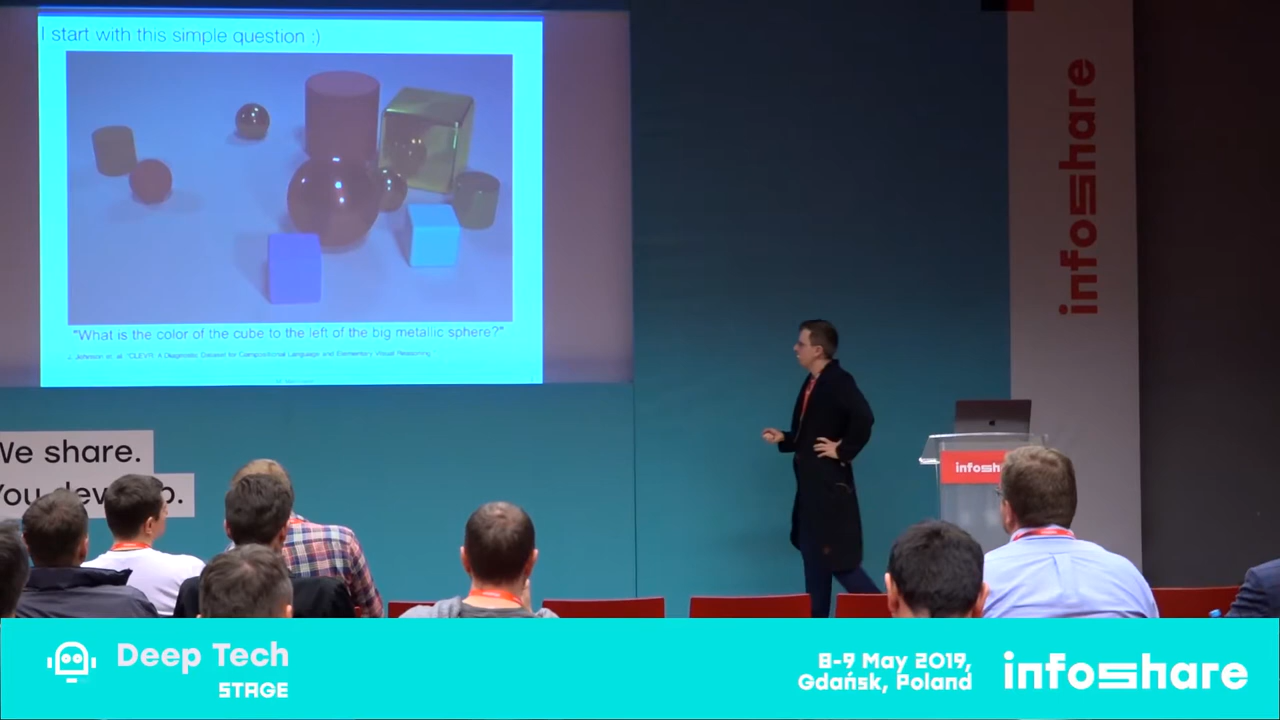 I start with this simple question :)
"What is the color of the cube to the left of the big metallic sphere?"
J. Johnson et. al. "CLEVR: A Diagnostic Dataset for Compositional Language and Elementary Visual Reasoning."
infoshare
We share.
You dev p.
infosh
Deep Tech
STAGE
8-9 May 2019,
Gdańsk, Poland
infoshare